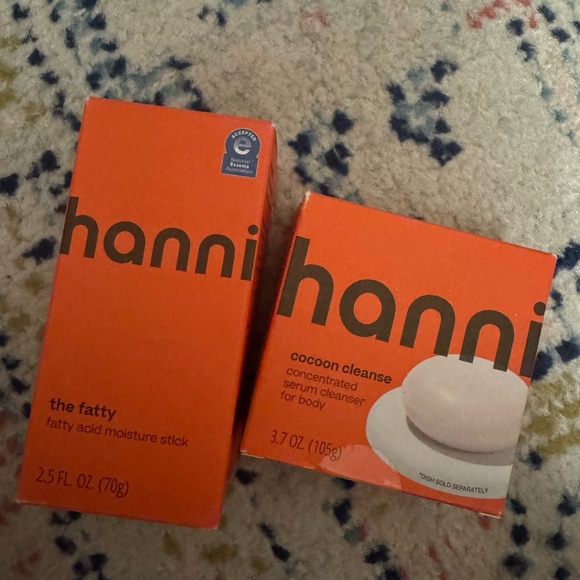 ACCEPTED
e
National
Eczema
Association
hanni
the fatty
fatty acid moisture stick
2.5 FL. OZ. (70g)
hanni
cocoon cleanse
concentrated
serum cleanser
for body
3.7 OZ. (105g)
*DISH SOLD SEPARATELY